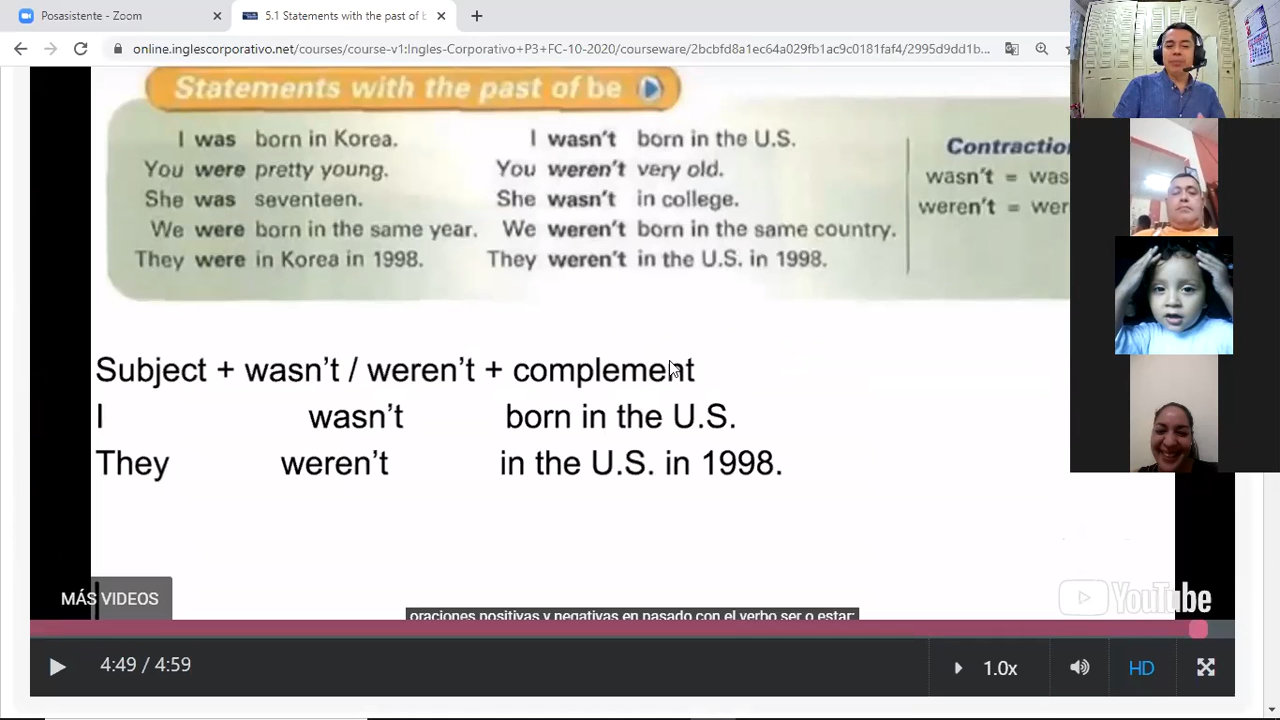 Posasistente - Zoom
5.1 Statements with the past of b
online.inglescorporativo.net/courses/course-v1:Ingles-Corporativo+P3+FC-10-2020/courseware/2bcbfd8a1ec64a029fb1ac9c0181faf422995d9cd1b...
Statements with the past of be
I was born in Korea.
You were pretty young.
She was seventeen.
We were born in the same year.
They were in Korea in 1998.
I wasn't born in the U.S.
You weren't very old.
She wasn't in college.
We weren't born in the same country.
They weren't in the U.S. in 1998.
Contractio
wasn't = was
weren't = wer
Subject + wasn't / weren't + complement
I wasn't born in the U.S.
They weren't in the U.S. in 1998.
MÁS VIDEOS
YouTube
oraciones positivas y negativas en pasado con el verbo ser o estar:
4:49 / 4:59
1.0x
HD